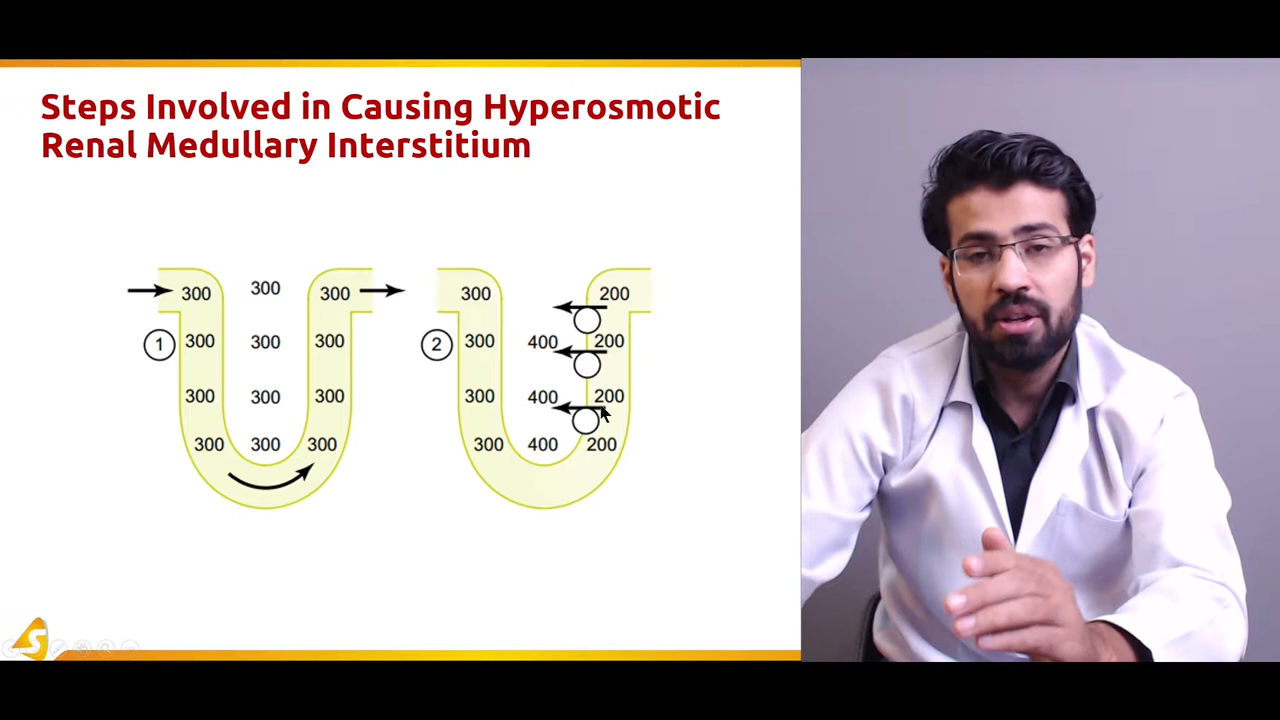 Steps Involved in Causing Hyperosmotic
Renal Medullary Interstitium
300 300 300
1 300 300 300
300 300 300
300 300 300
300 200
2 300 400 200
300 400 200
300 400 200
S